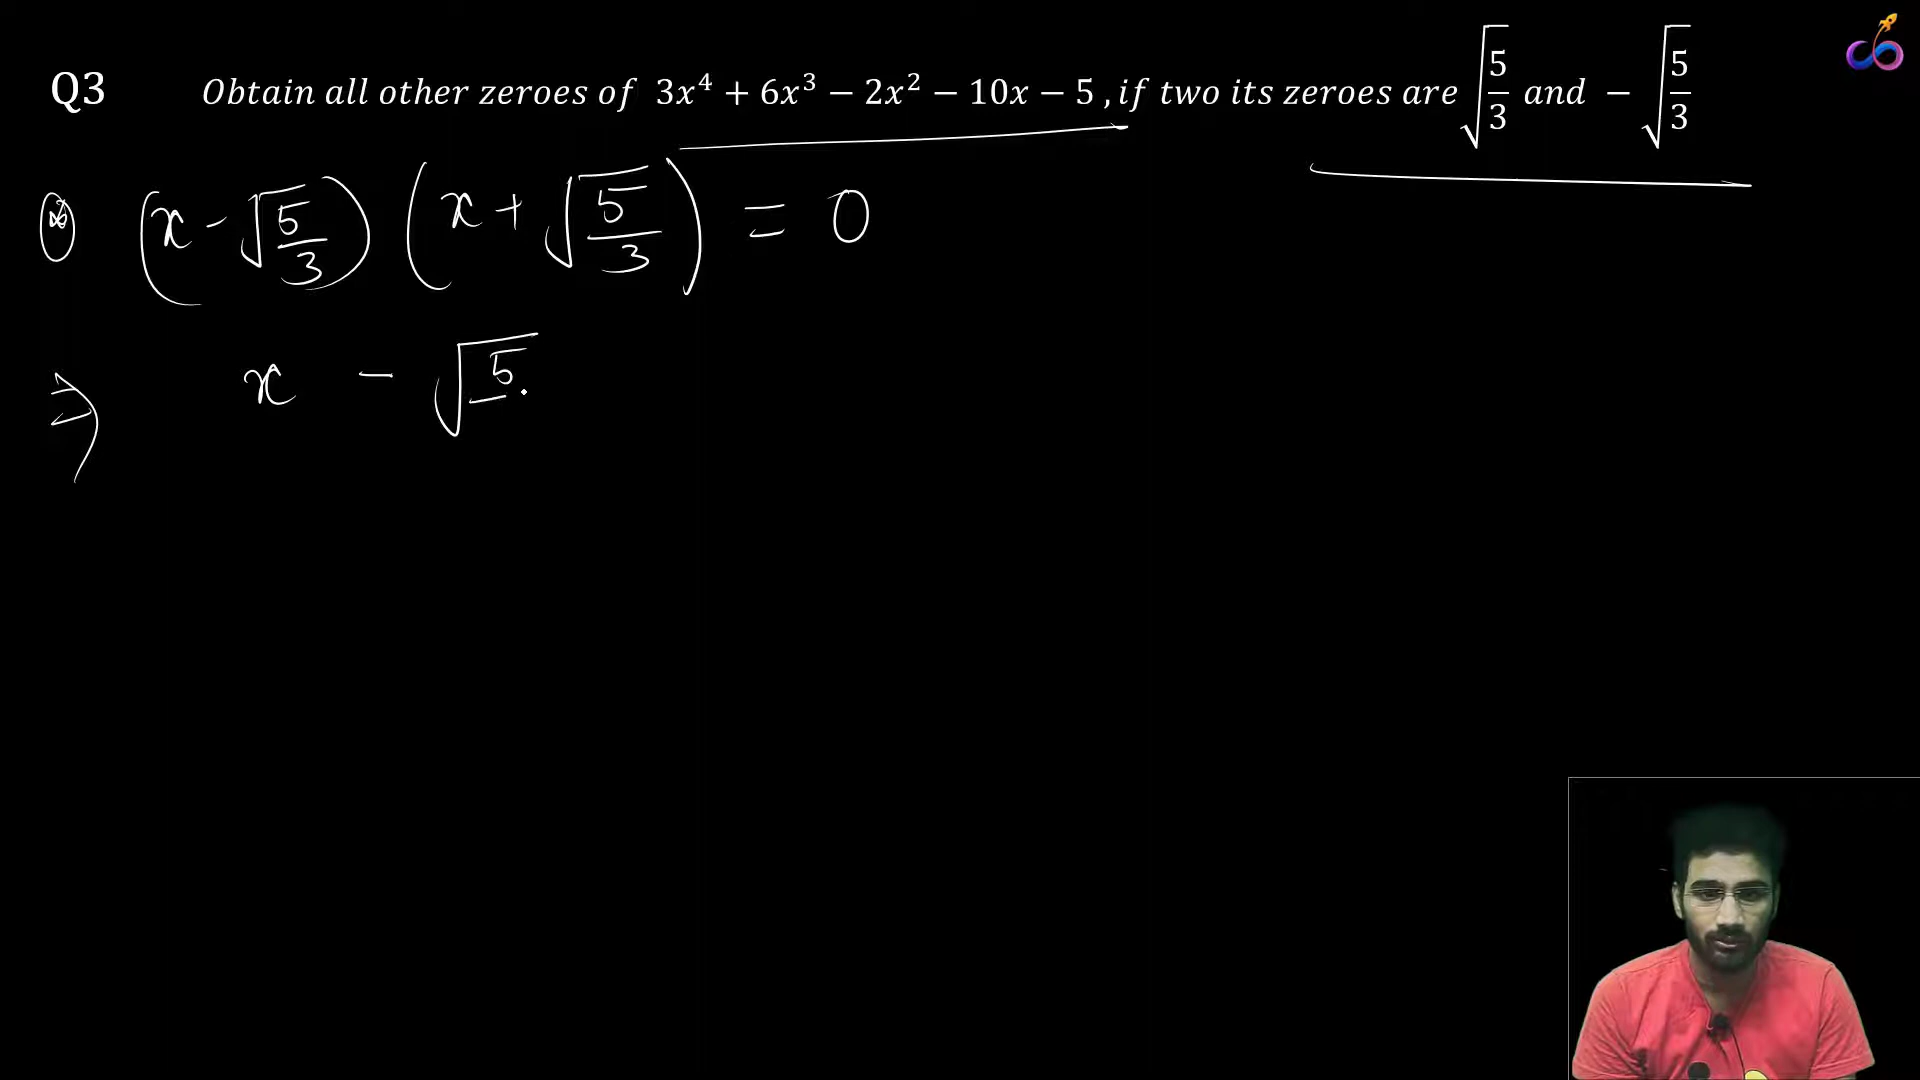 Q3 Obtain all other zeroes of 3x⁴ + 6x³ − 2x² − 10x − 5 , if two its zeroes are √(5/3) and − √(5/3)
(x − √(5/3)) (x + √(5/3)) = 0
⇒ x − √5